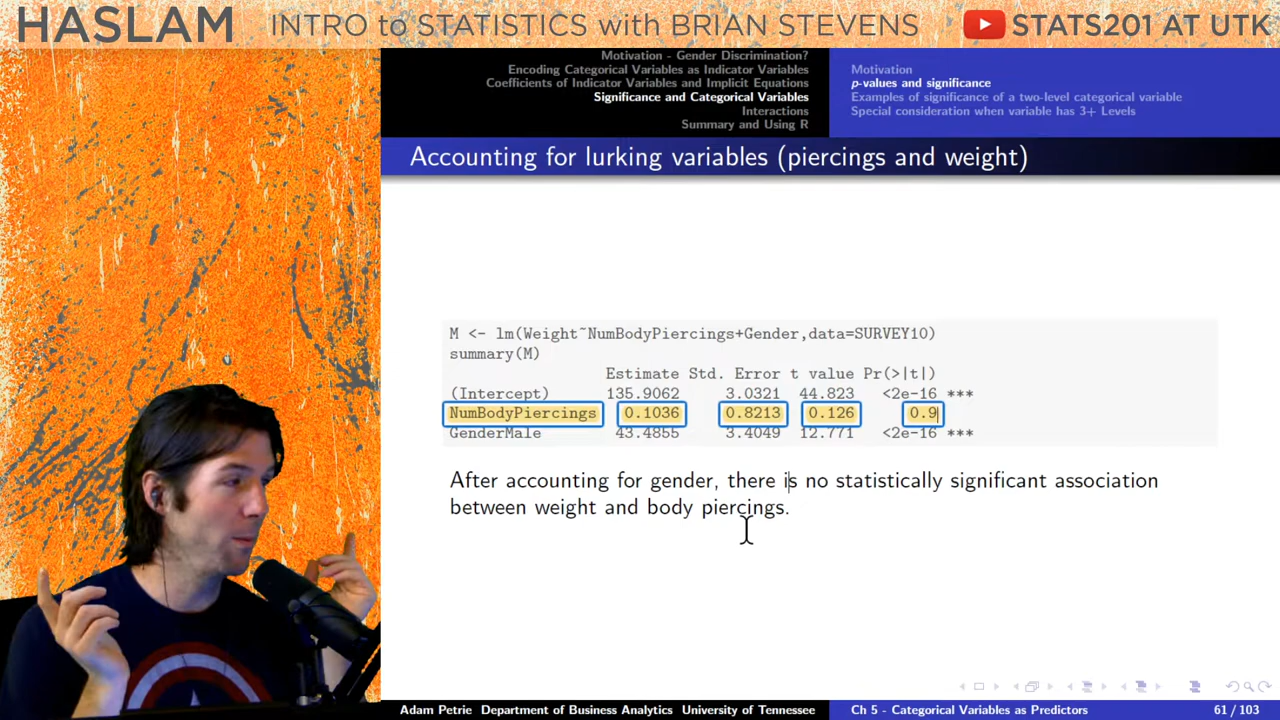 HASLAM INTRO to STATISTICS with BRIAN STEVENS STATS201 AT UTK
Motivation - Gender Discrimination?
Encoding Categorical Variables as Indicator Variables
Coefficients of Indicator Variables and Implicit Equations
Significance and Categorical Variables
Interactions
Summary and Using R
Motivation
p-values and significance
Examples of significance of a two-level categorical variable
Special consideration when variable has 3+ Levels
Accounting for lurking variables (piercings and weight)
M <- lm(Weight~NumBodyPiercings+Gender,data=SURVEY10)
summary(M)
Estimate Std. Error t value Pr(>|t|)
(Intercept) 135.9062 3.0321 44.823 <2e-16 ***
NumBodyPiercings 0.1036 0.8213 0.126 0.9
GenderMale 43.4855 3.4049 12.771 <2e-16 ***
After accounting for gender, there is no statistically significant association
between weight and body piercings.
Adam Petrie Department of Business Analytics University of Tennessee Ch 5 - Categorical Variables as Predictors 61 / 103